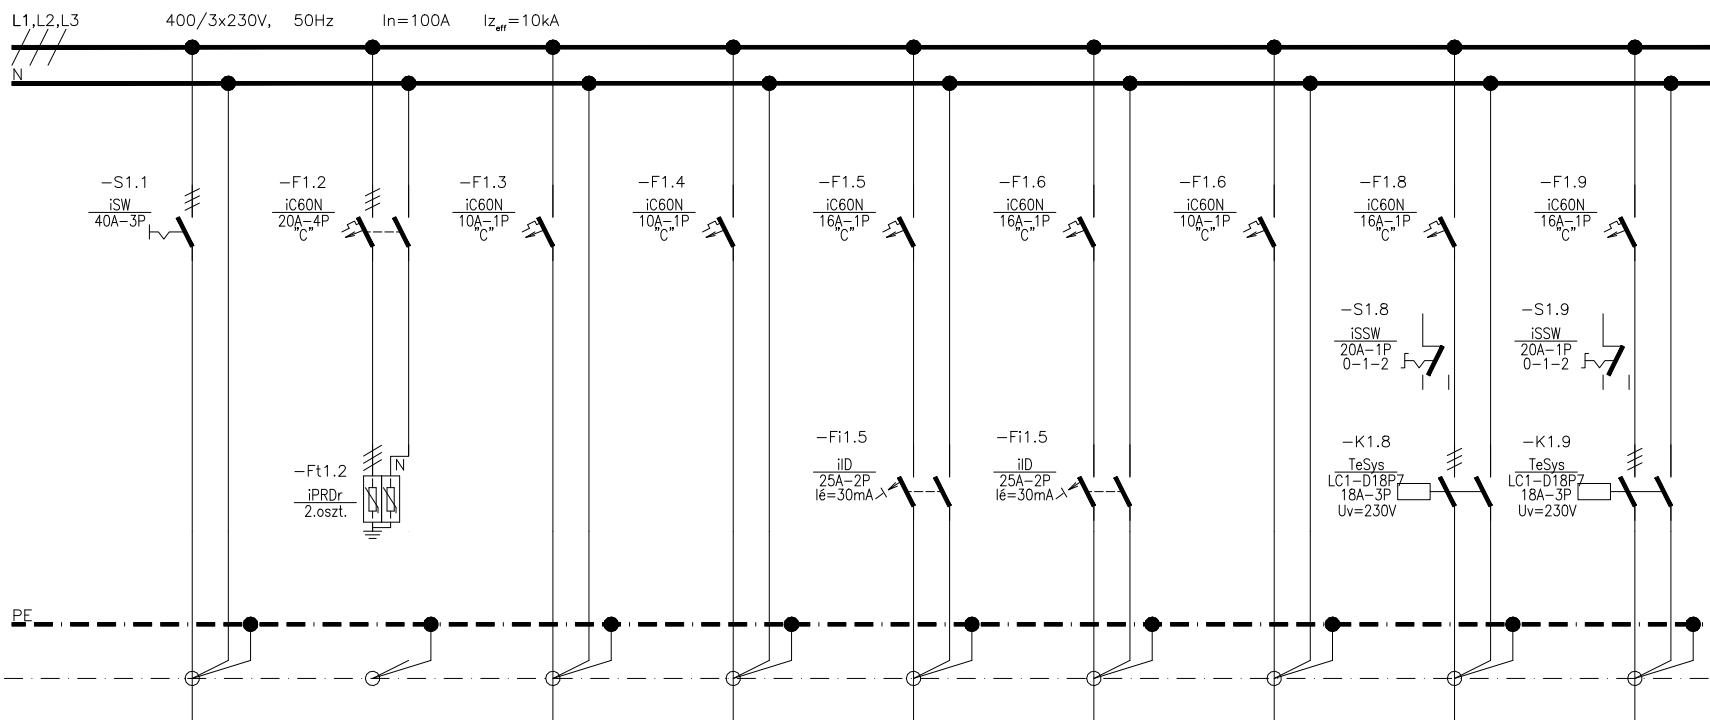 L1,L2,L3 400/3x230V, 50Hz In=100A Iz eff=10kA
N
-S1.1
iSW
40A-3P
-F1.2
iC60N
20A-4P
"C"
-F1.3
iC60N
10A-1P
"C"
-F1.4
iC60N
10A-1P
"C"
-F1.5
iC60N
16A-1P
"C"
-F1.6
iC60N
16A-1P
"C"
-F1.6
iC60N
10A-1P
"C"
-F1.8
iC60N
16A-1P
"C"
-F1.9
iC60N
16A-1P
"C"
-S1.8
iSSW
20A-1P
0-1-2
-S1.9
iSSW
20A-1P
0-1-2
-Ft1.2
iPRDr
2.oszt.
N
-Fi1.5
iID
25A-2P
Ié=30mA
-Fi1.5
iID
25A-2P
Ié=30mA
-K1.8
TeSys
LC1-D18P7
18A-3P
Uv=230V
-K1.9
TeSys
LC1-D18P7
18A-3P
Uv=230V
PE